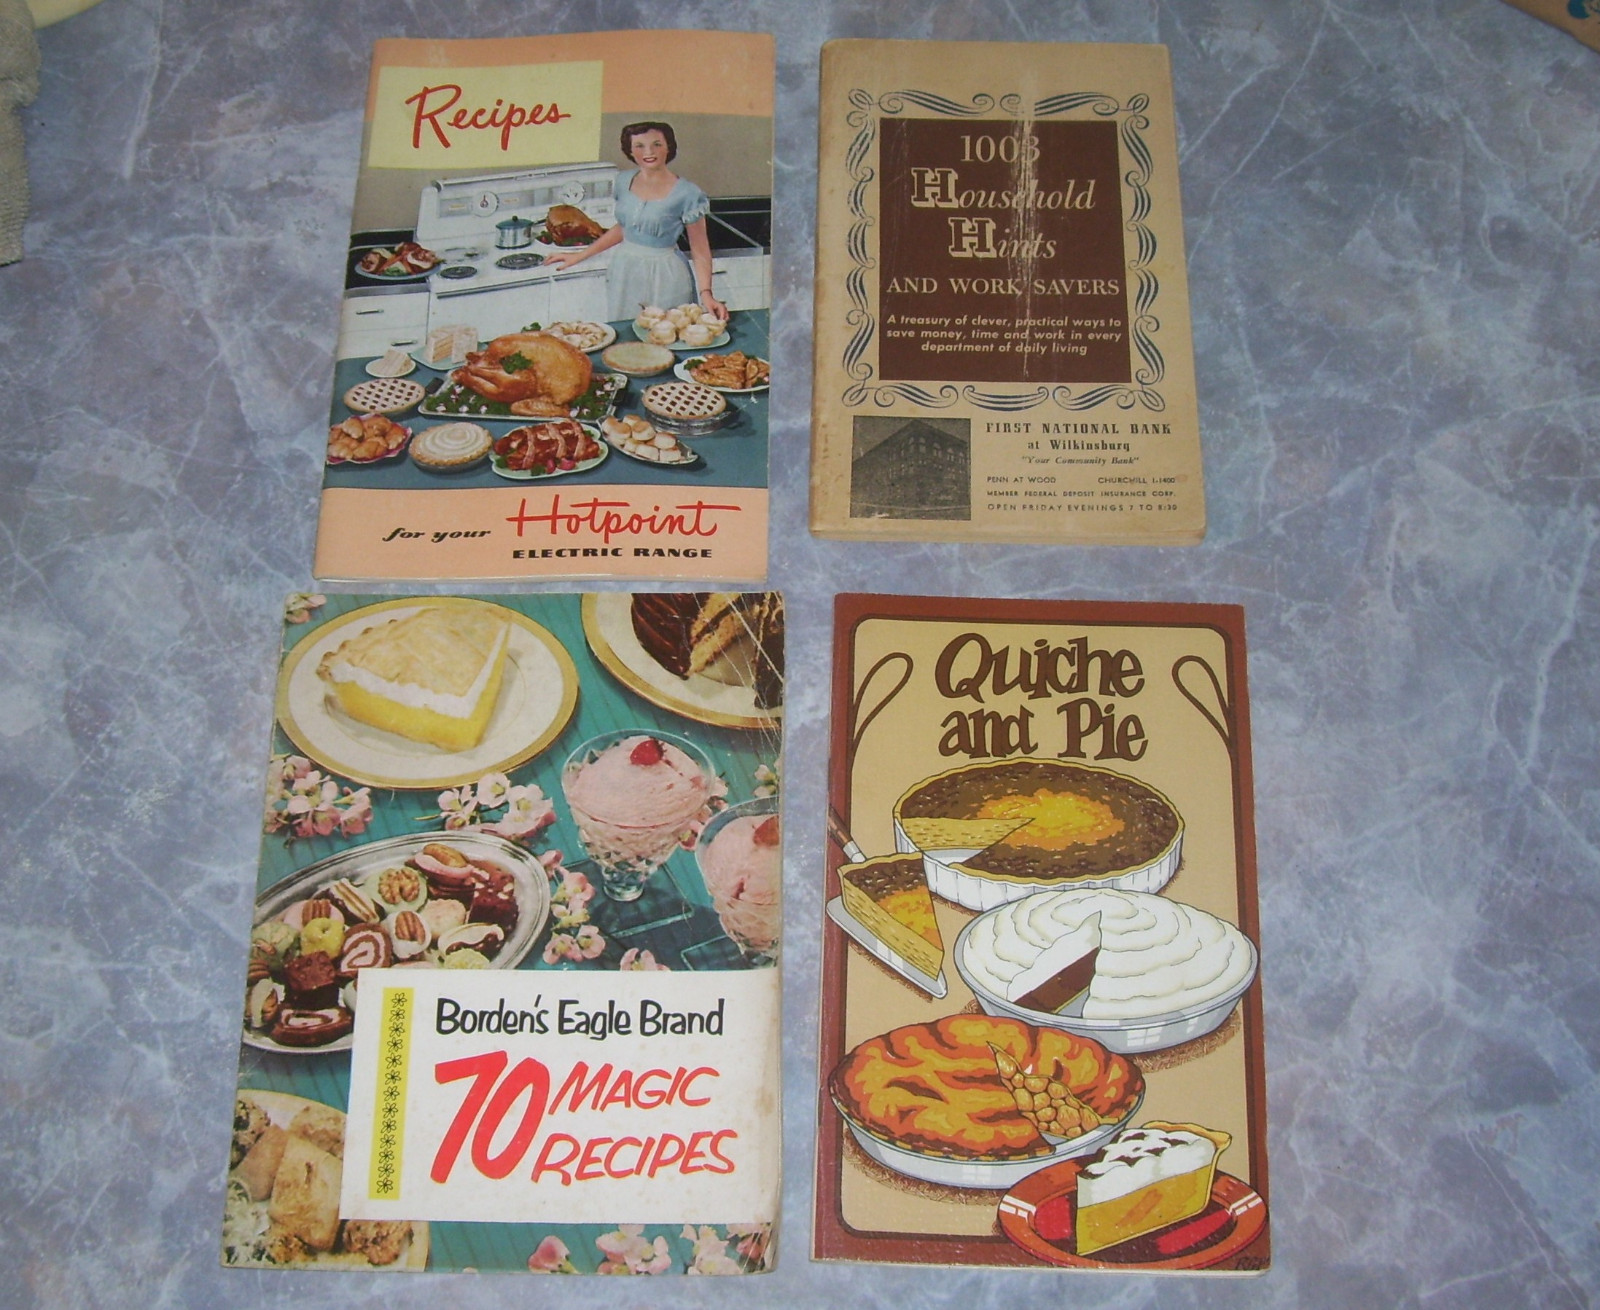 Recipes
for your Hotpoint
ELECTRIC RANGE
1003
Household
Hints
AND WORK SAVERS
A treasury of clever, practical ways to
save money, time and work in every
department of daily living
FIRST NATIONAL BANK
at Wilkinsburg
"Your Community Bank"
PENN AT WOOD CHURCHILL 1-1400
MEMBER FEDERAL DEPOSIT INSURANCE CORP.
OPEN FRIDAY EVENINGS 7 TO 8:30
Borden's Eagle Brand
70 MAGIC
RECIPES
Quiche
and Pie